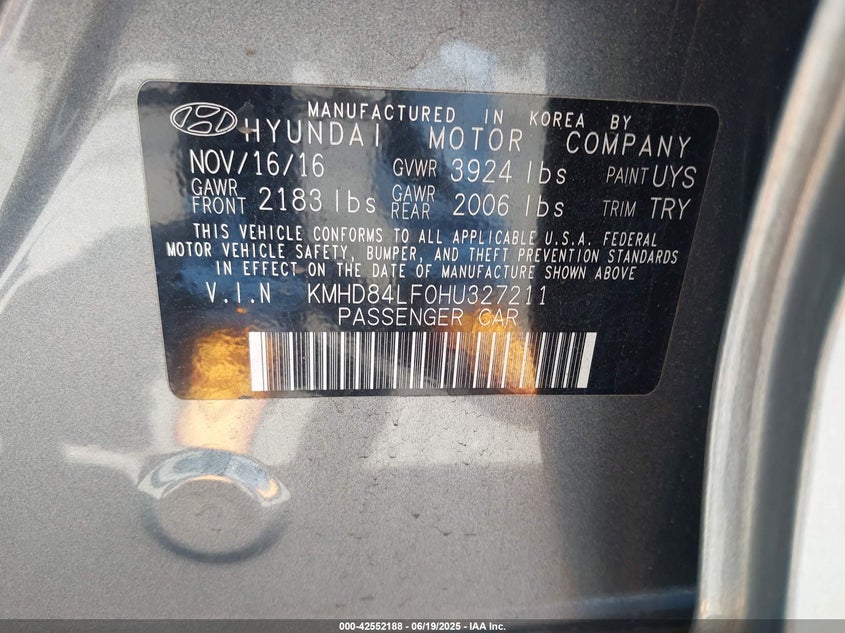 MANUFACTURED IN KOREA BY
HYUNDAI MOTOR COMPANY
NOV/16/16 GVWR 3924 lbs PAINT UYS
GAWR FRONT 2183 lbs GAWR REAR 2006 lbs TRIM TRY
THIS VEHICLE CONFORMS TO ALL APPLICABLE U.S.A. FEDERAL
MOTOR VEHICLE SAFETY, BUMPER, AND THEFT PREVENTION STANDARDS
IN EFFECT ON THE DATE OF MANUFACTURE SHOWN ABOVE
V.I.N KMHD84LF0HU327211
PASSENGER CAR
000-42552188 - 06/19/2025 - IAA Inc.